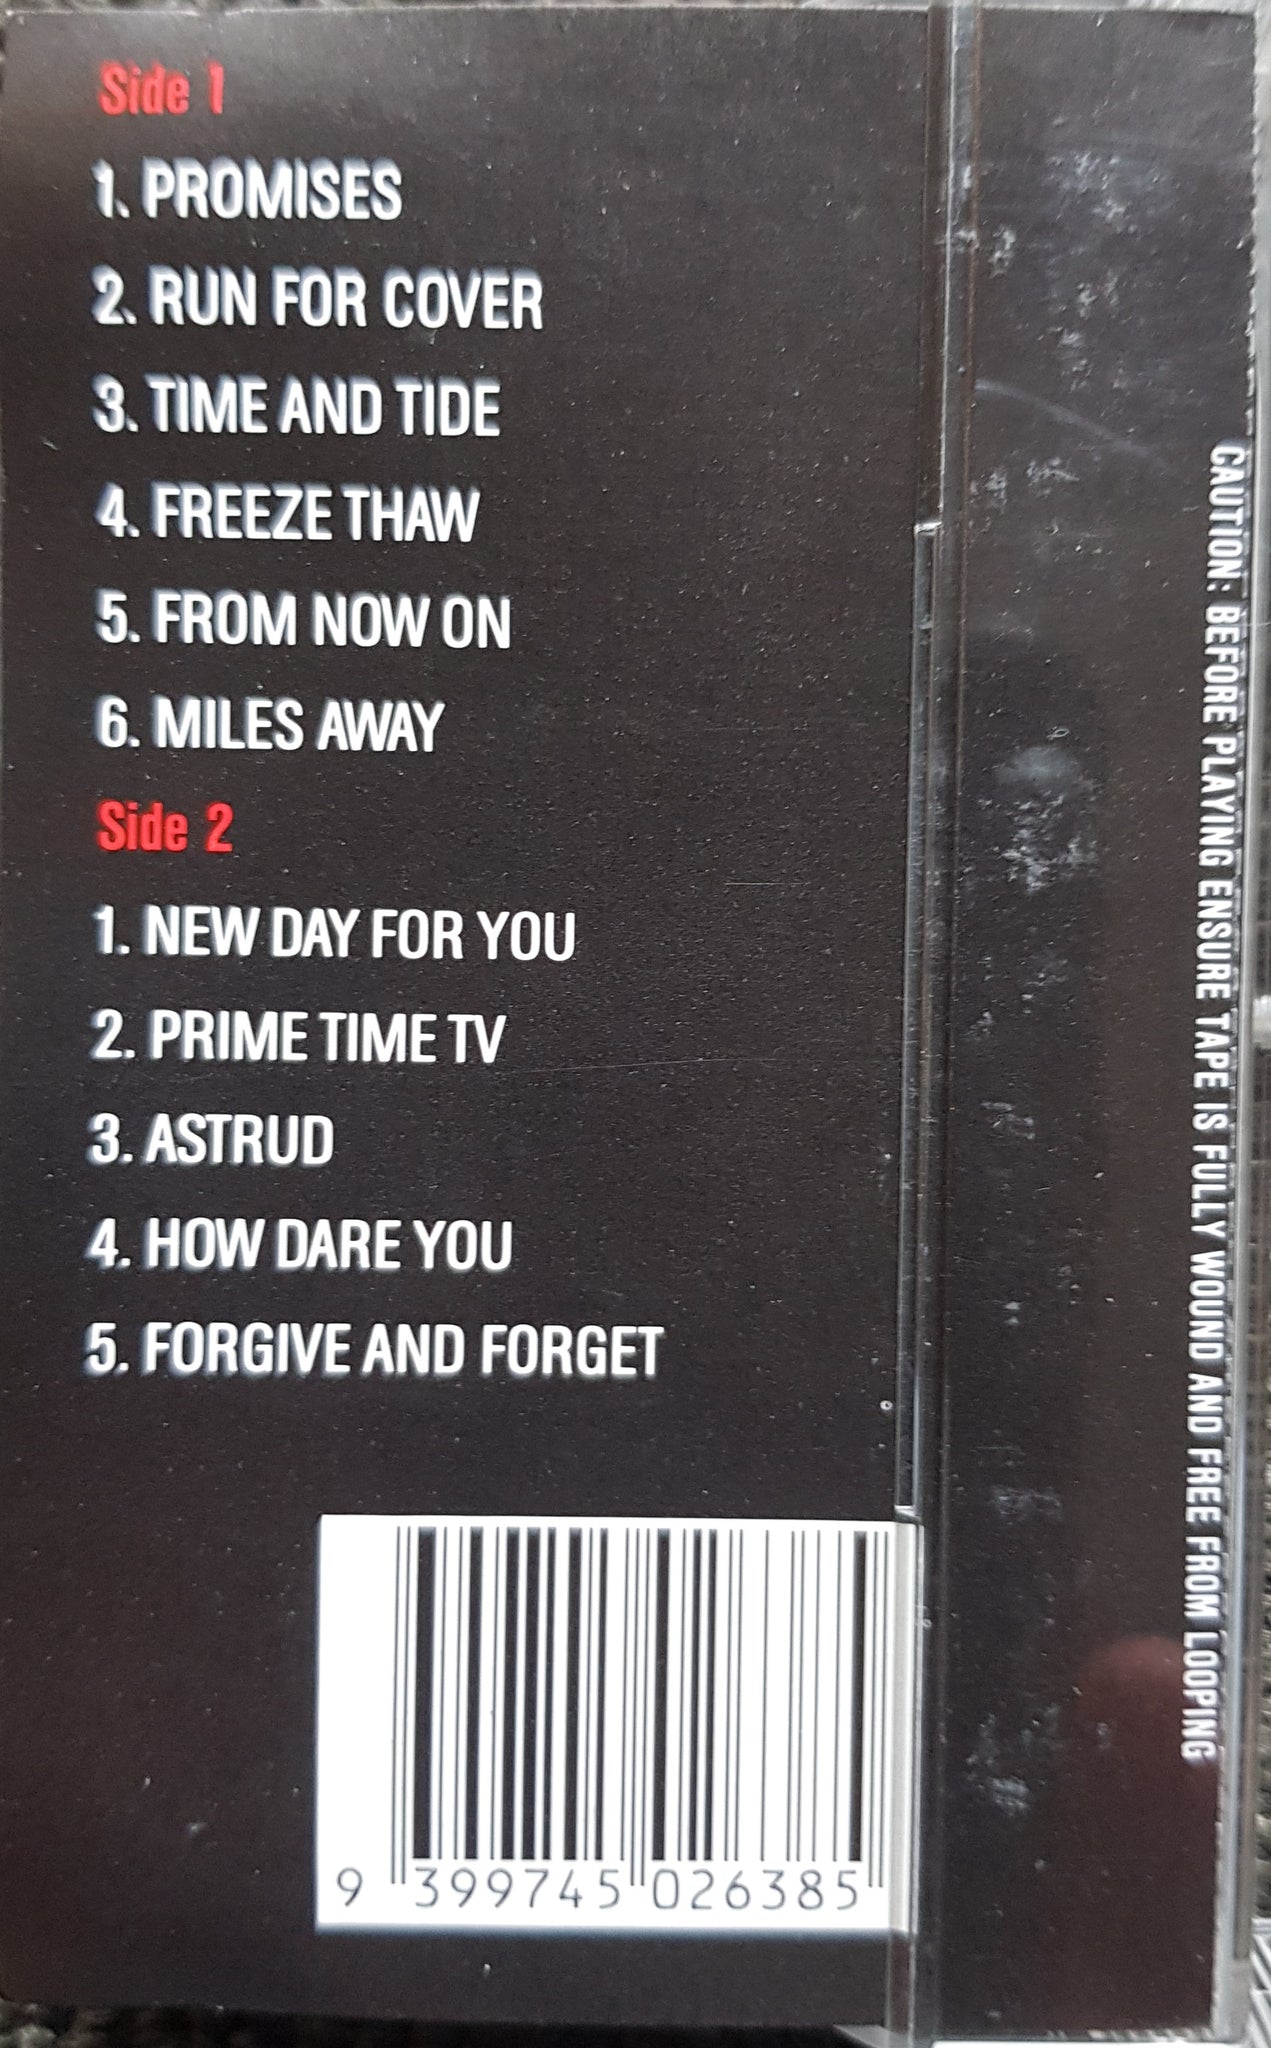 Side 1
1. PROMISES
2. RUN FOR COVER
3. TIME AND TIDE
4. FREEZE THAW
5. FROM NOW ON
6. MILES AWAY
Side 2
1. NEW DAY FOR YOU
2. PRIME TIME TV
3. ASTRUD
4. HOW DARE YOU
5. FORGIVE AND FORGET
9 399745 026385
CAUTION: BEFORE PLAYING ENSURE TAPE IS FULLY WOUND AND FREE FROM LOOPING